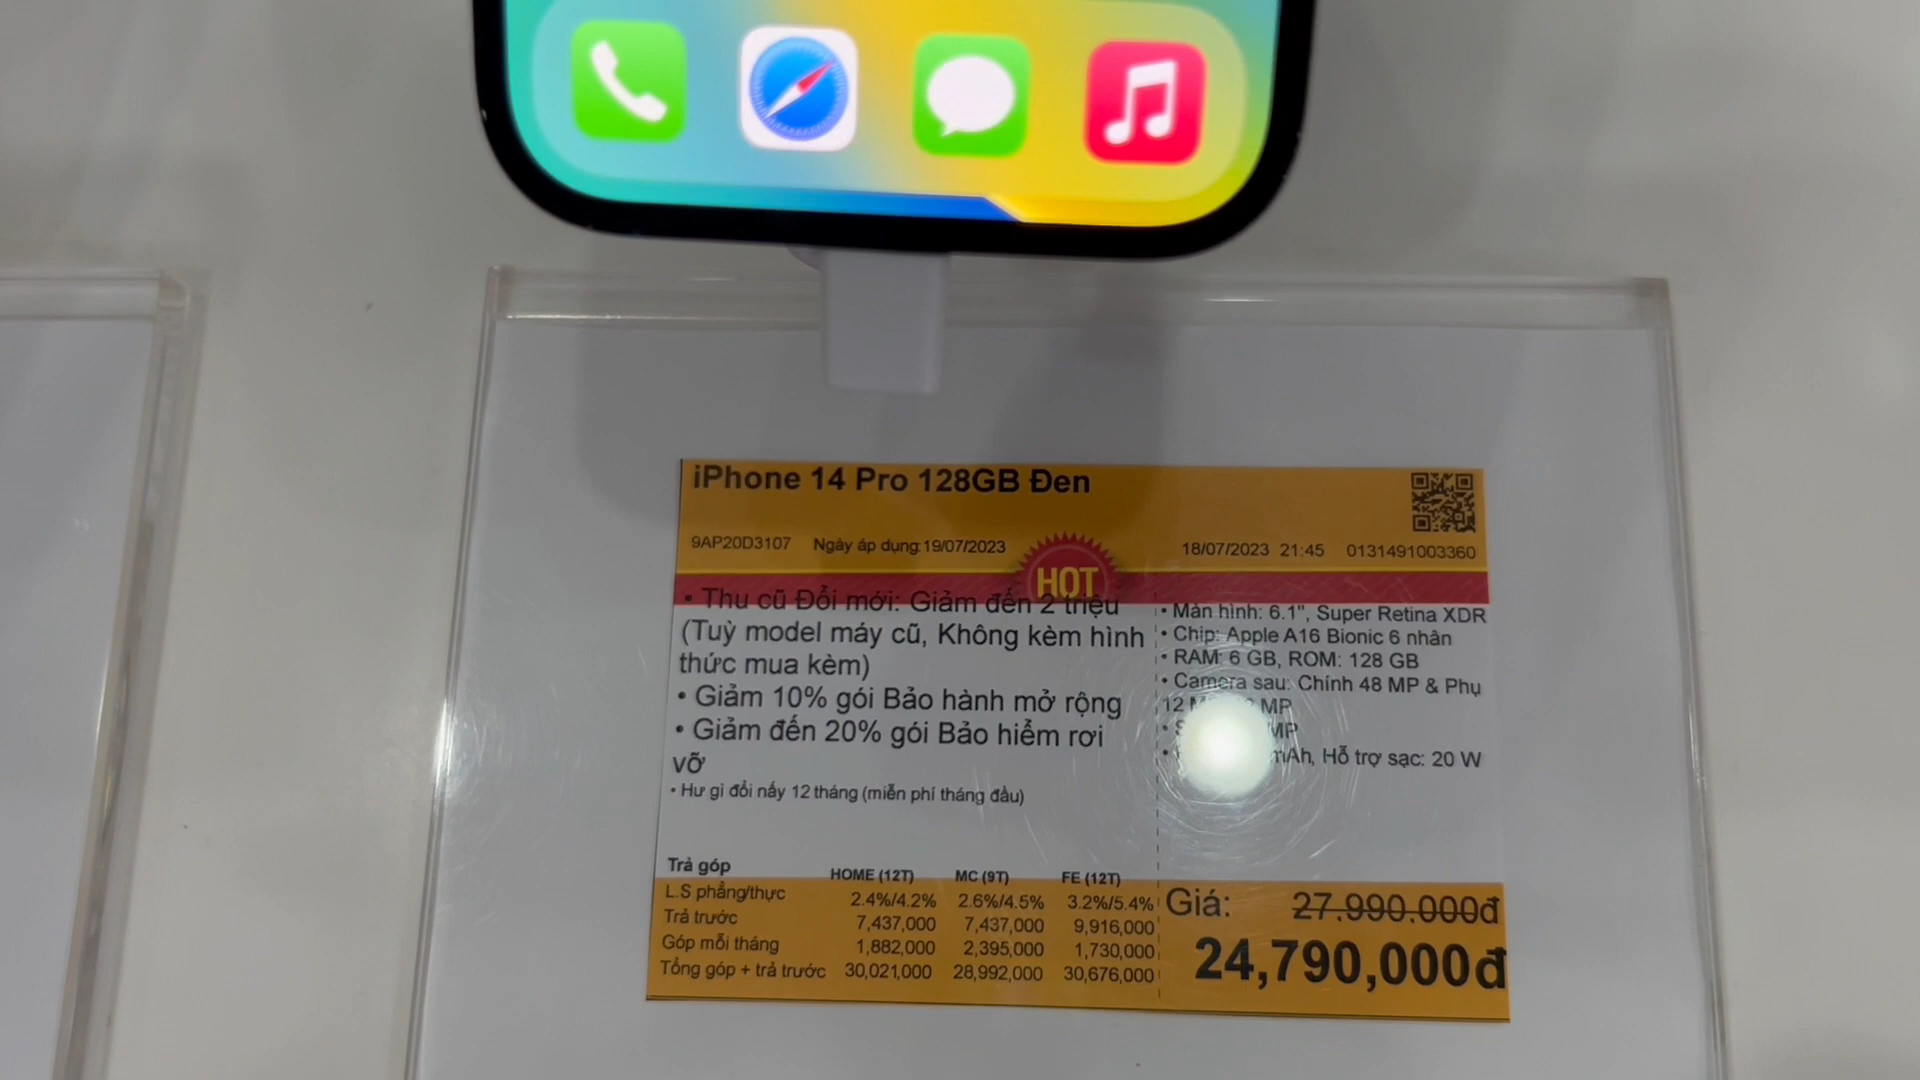 iPhone 14 Pro 128GB Đen
9AP20D3107 Ngày áp dụng:19/07/2023
18/07/2023 21:45 0131491003360
HOT
• Thu cũ Đổi mới: Giảm đến 2 triệu
(Tuỳ model máy cũ, Không kèm hình
thức mua kèm)
• Giảm 10% gói Bảo hành mở rộng
• Giảm đến 20% gói Bảo hiểm rơi
vỡ
• Hư gì đổi nấy 12 tháng (miễn phí tháng đầu)
• Màn hình: 6.1", Super Retina XDR
• Chip: Apple A16 Bionic 6 nhân
• RAM: 6 GB, ROM: 128 GB
• Camera sau: Chính 48 MP & Phụ
12 MP
MP
mAh, Hỗ trợ sạc: 20 W
Trả góp HOME (12T) MC (9T) FE (12T)
L.S phẳng/thực 2.4%/4.2% 2.6%/4.5% 3.2%/5.4%
Trả trước 7,437,000 7,437,000 9,916,000
Góp mỗi tháng 1,882,000 2,395,000 1,730,000
Tổng góp + trả trước 30,021,000 28,992,000 30,676,000
Giá: 27.990.000đ
24,790,000đ